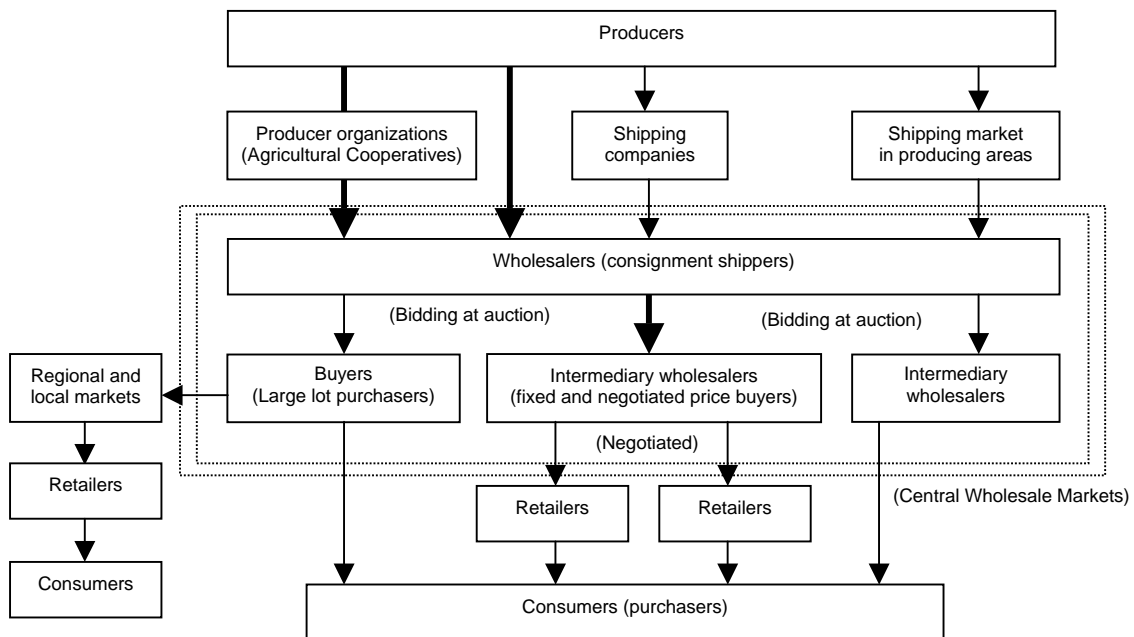 Producers
Producer organizations
(Agricultural Cooperatives)
Shipping
companies
Shipping market
in producing areas
Wholesalers (consignment shippers)
(Bidding at auction)
(Bidding at auction)
Regional and
local markets
Buyers
(Large lot purchasers)
Intermediary wholesalers
(fixed and negotiated price buyers)
Intermediary
wholesalers
(Negotiated)
Retailers
Retailers
Retailers
(Central Wholesale Markets)
Consumers
Consumers (purchasers)